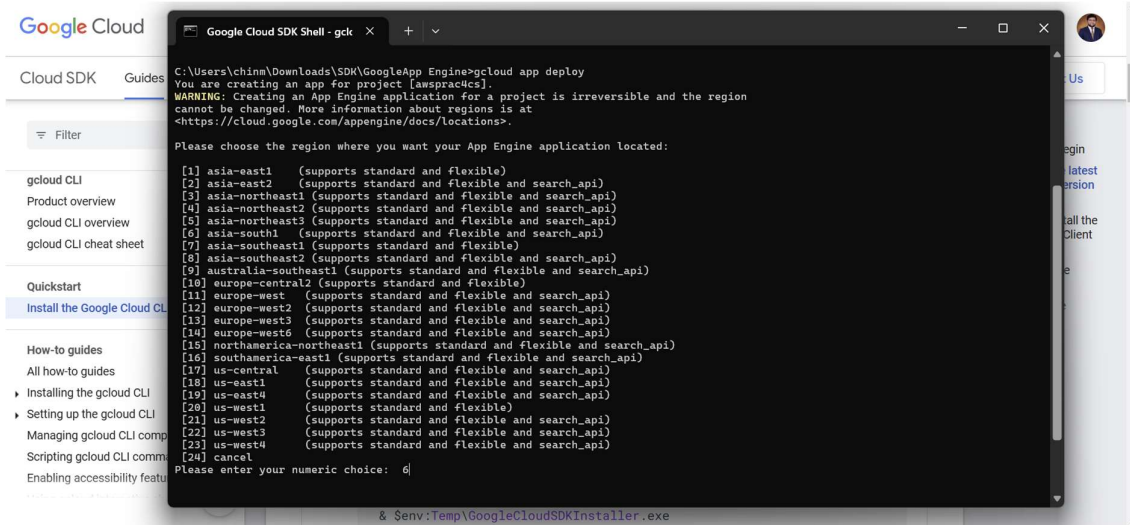 Google Cloud
Cloud SDK Guides
Filter
gcloud CLI
Product overview
gcloud CLI overview
gcloud CLI cheat sheet
Quickstart
Install the Google Cloud CL
How-to guides
All how-to guides
Installing the gcloud CLI
Setting up the gcloud CLI
Managing gcloud CLI comp
Scripting gcloud CLI comm
Enabling accessibility featu
Google Cloud SDK Shell - gclc
C:\Users\chinm\Downloads\SDK\GoogleApp Engine>gcloud app deploy
You are creating an app for project [awsprac4cs].
WARNING: Creating an App Engine application for a project is irreversible and the region
cannot be changed. More information about regions is at
<https://cloud.google.com/appengine/docs/locations>.
Please choose the region where you want your App Engine application located:
[1] asia-east1 (supports standard and flexible)
[2] asia-east2 (supports standard and flexible and search_api)
[3] asia-northeast1 (supports standard and flexible and search_api)
[4] asia-northeast2 (supports standard and flexible and search_api)
[5] asia-northeast3 (supports standard and flexible and search_api)
[6] asia-south1 (supports standard and flexible and search_api)
[7] asia-southeast1 (supports standard and flexible)
[8] asia-southeast2 (supports standard and flexible and search_api)
[9] australia-southeast1 (supports standard and flexible and search_api)
[10] europe-central2 (supports standard and flexible)
[11] europe-west (supports standard and flexible and search_api)
[12] europe-west2 (supports standard and flexible and search_api)
[13] europe-west3 (supports standard and flexible and search_api)
[14] europe-west6 (supports standard and flexible and search_api)
[15] northamerica-northeast1 (supports standard and flexible and search_api)
[16] southamerica-east1 (supports standard and flexible and search_api)
[17] us-central (supports standard and flexible and search_api)
[18] us-east1 (supports standard and flexible and search_api)
[19] us-east4 (supports standard and flexible and search_api)
[20] us-west1 (supports standard and flexible)
[21] us-west2 (supports standard and flexible and search_api)
[22] us-west3 (supports standard and flexible and search_api)
[23] us-west4 (supports standard and flexible and search_api)
[24] cancel
Please enter your numeric choice: 6
Us
egin
latest
ersion
tall the
Client
e
& $env:Temp\GoogleCloudSDKInstaller.exe